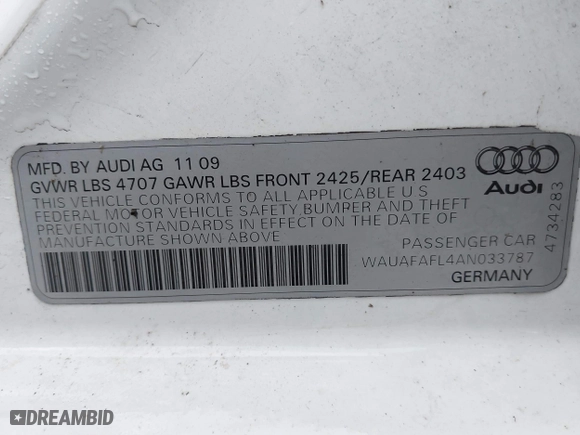 MFD. BY AUDI AG 11 09
GVWR LBS 4707 GAWR LBS FRONT 2425/REAR 2403
THIS VEHICLE CONFORMS TO ALL APPLICABLE U S
FEDERAL MOTOR VEHICLE SAFETY BUMPER AND THEFT
PREVENTION STANDARDS IN EFFECT ON THE DATE OF
MANUFACTURE SHOWN ABOVE
Audi
PASSENGER CAR
WAUAFAFL4AN033787
GERMANY
4734283
DREAMBID